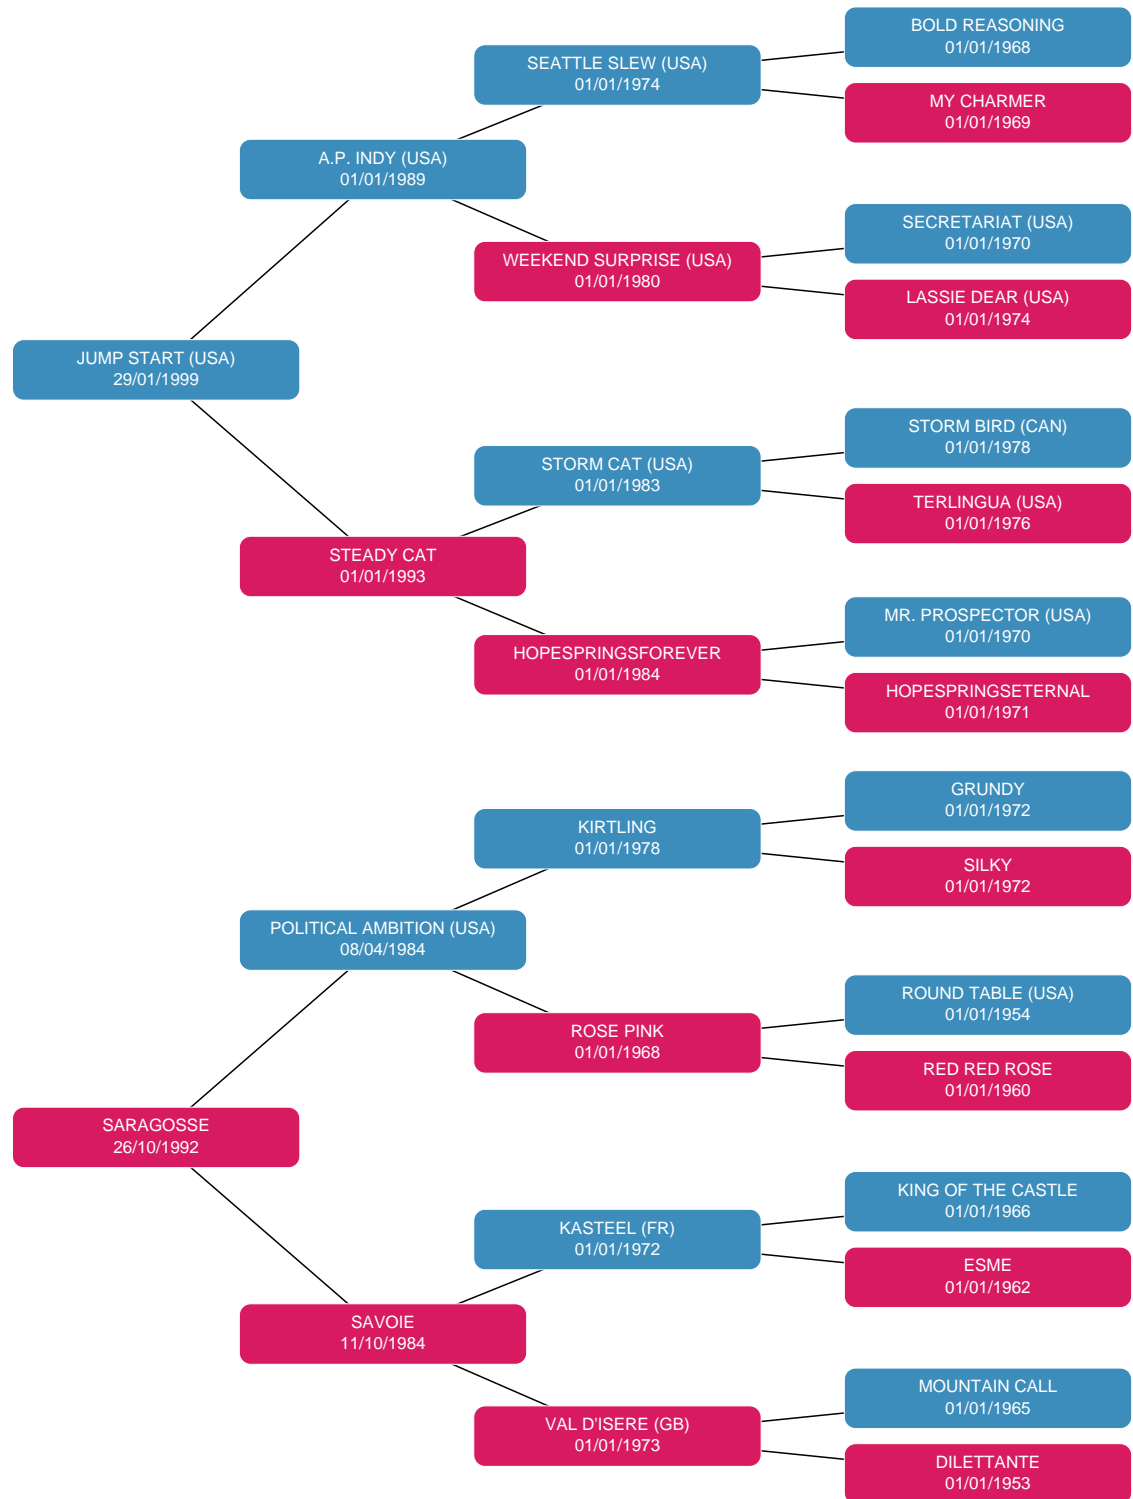 BOLD REASONING
01/01/1968
SEATTLE SLEW (USA)
01/01/1974
MY CHARMER
01/01/1969
A.P. INDY (USA)
01/01/1989
SECRETARIAT (USA)
01/01/1970
WEEKEND SURPRISE (USA)
01/01/1980
LASSIE DEAR (USA)
01/01/1974
JUMP START (USA)
29/01/1999
STORM BIRD (CAN)
01/01/1978
STORM CAT (USA)
01/01/1983
TERLINGUA (USA)
01/01/1976
STEADY CAT
01/01/1993
MR. PROSPECTOR (USA)
01/01/1970
HOPESPRINGSFOREVER
01/01/1984
HOPESPRINGSETERNAL
01/01/1971
GRUNDY
01/01/1972
KIRTLING
01/01/1978
SILKY
01/01/1972
POLITICAL AMBITION (USA)
08/04/1984
ROUND TABLE (USA)
01/01/1954
ROSE PINK
01/01/1968
RED RED ROSE
01/01/1960
SARAGOSSE
26/10/1992
KING OF THE CASTLE
01/01/1966
KASTEEL (FR)
01/01/1972
ESME
01/01/1962
SAVOIE
11/10/1984
MOUNTAIN CALL
01/01/1965
VAL D'ISERE (GB)
01/01/1973
DILETTANTE
01/01/1953